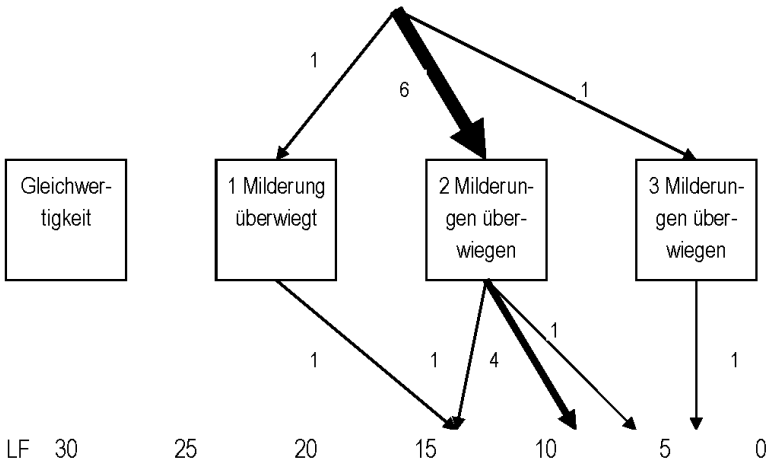 1
6
1
Gleichwer-
tigkeit
1 Milderung
überwiegt
2 Milderun-
gen über-
wiegen
3 Milderun-
gen über-
wiegen
1
1
4
1
1
LF 30 25 20 15 10 5 0